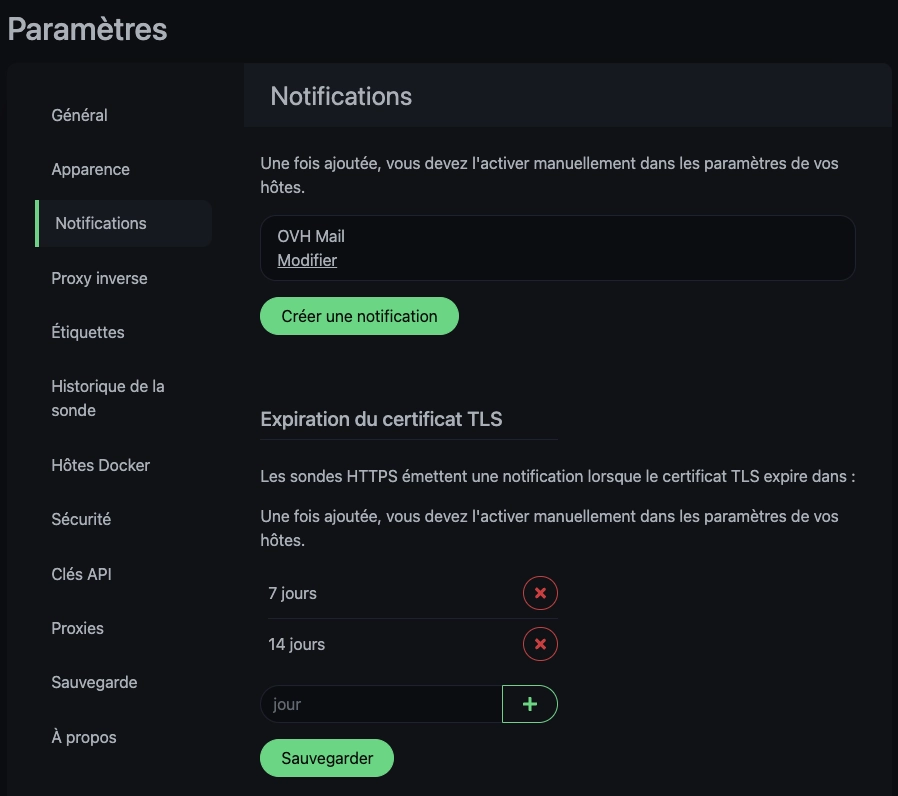 Paramètres
Général
Apparence
Notifications
Proxy inverse
Étiquettes
Historique de la
sonde
Hôtes Docker
Sécurité
Clés API
Proxies
Sauvegarde
À propos
Notifications
Une fois ajoutée, vous devez l'activer manuellement dans les paramètres de vos
hôtes.
OVH Mail
Modifier
Créer une notification
Expiration du certificat TLS
Les sondes HTTPS émettent une notification lorsque le certificat TLS expire dans :
Une fois ajoutée, vous devez l'activer manuellement dans les paramètres de vos
hôtes.
7 jours
14 jours
jour
Sauvegarder